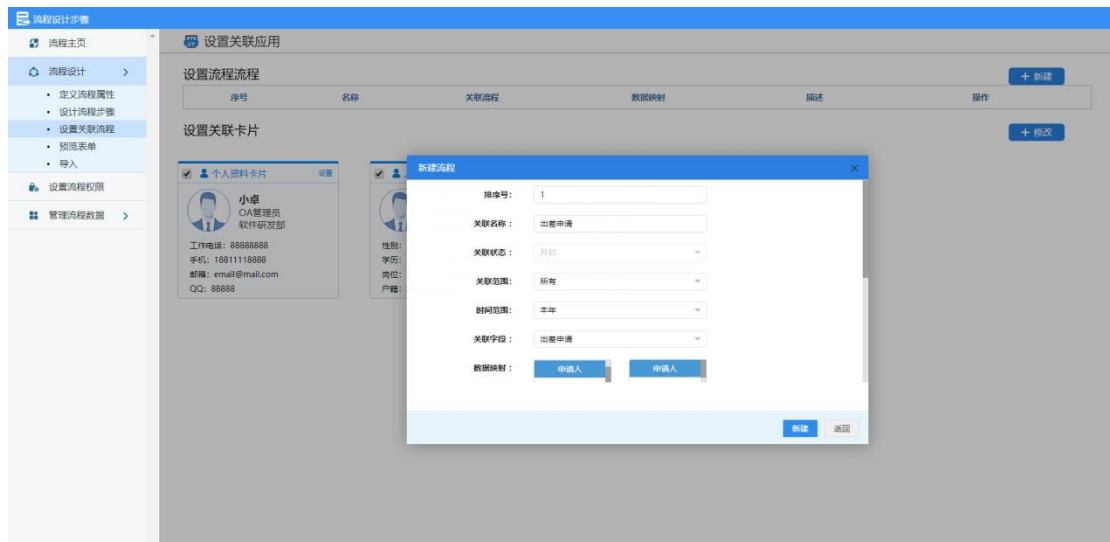 流程设计步骤
流程主页
设置关联应用
流程设计
设置流程流程
+ 新建
定义流程属性
序号 名称 关联流程 数据映射 描述 操作
设计流程步骤
设置关联流程
设置关联卡片
+ 修改
预览表单
导入
设置流程权限
管理流程数据
个人资料卡片 设置
小卓
OA管理员
软件研发部
工作电话：88888888
手机：18811118888
邮箱：email@mail.com
QQ：88888
性别：
学历：
岗位：
户籍：
新建流程 ×
排序号： 1
关联名称： 出差申请
关联状态： 开启
关联范围： 所有
时间范围： 本年
关联字段： 出差申请
数据映射： 申请人 申请人
新建 返回